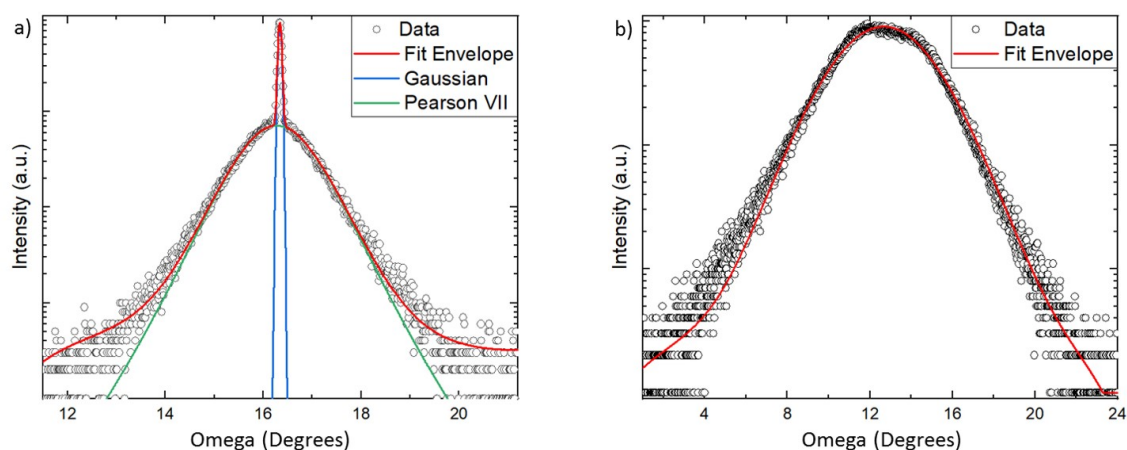 a)
Data
Fit Envelope
Gaussian
Pearson VII
Intensity (a.u.)
12 14 16 18 20
Omega (Degrees)
b)
Data
Fit Envelope
Intensity (a.u.)
4 8 12 16 20 24
Omega (Degrees)